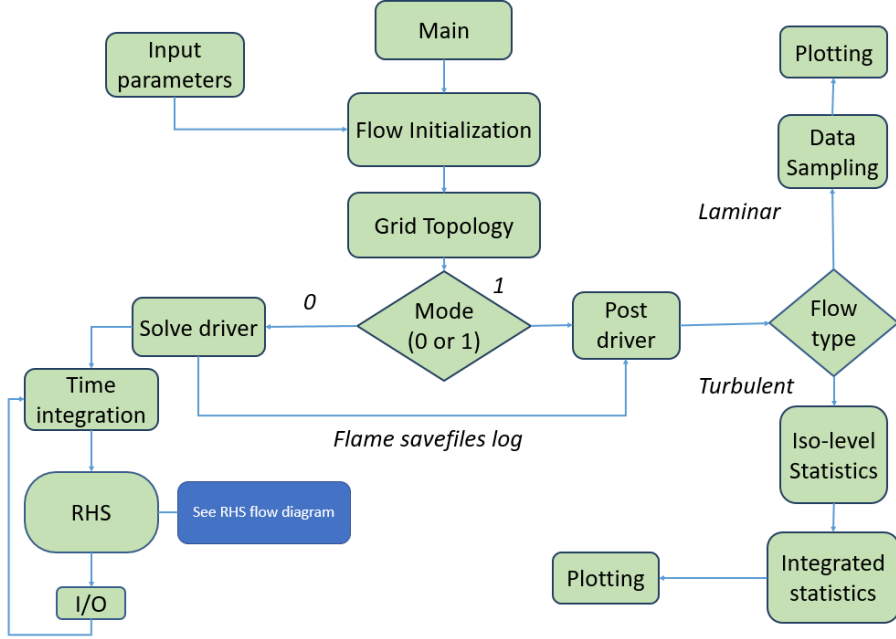 Main
Input
parameters
Plotting
Flow Initialization
Data
Sampling
Grid Topology
Laminar
0
1
Solve driver
Mode
(0 or 1)
Post
driver
Flow
type
Time
integration
Turbulent
Flame savefiles log
Iso-level
Statistics
RHS
See RHS flow diagram
Plotting
Integrated
statistics
I/O